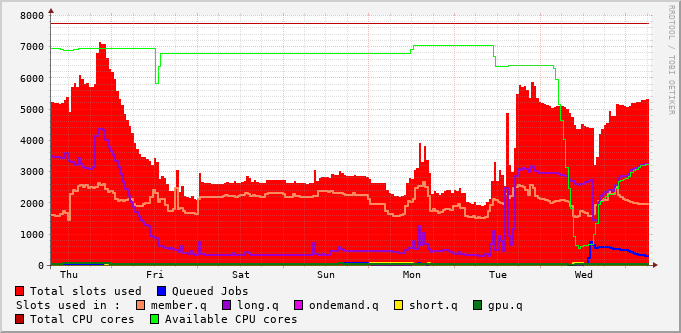 8000
7000
6000
5000
4000
3000
2000
1000
0
Thu Fri Sat Sun Mon Tue Wed
Total slots used Queued Jobs
Slots used in : member.q long.q ondemand.q short.q gpu.q
Total CPU cores Available CPU cores
RRDTOOL / TOBI OETIKER